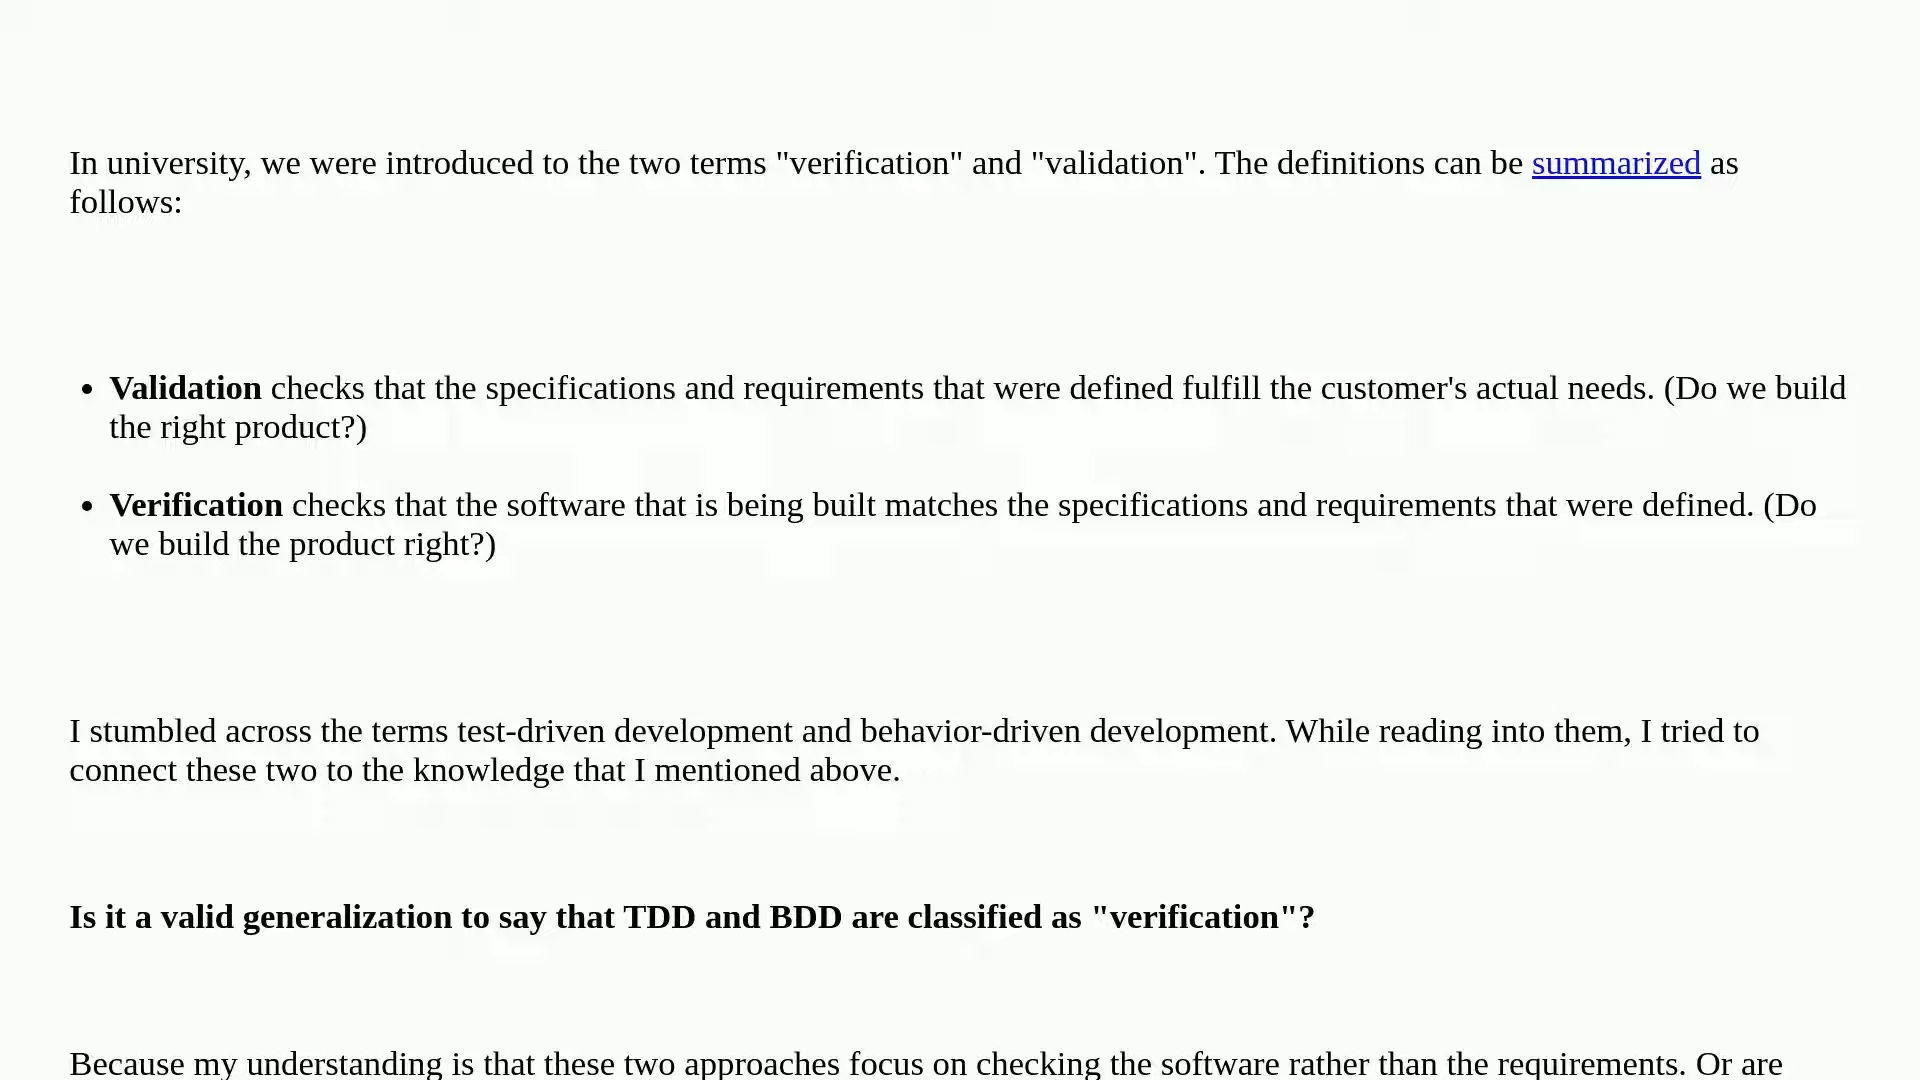 In university, we were introduced to the two terms "verification" and "validation". The definitions can be summarized as
follows:
• Validation checks that the specifications and requirements that were defined fulfill the customer's actual needs. (Do we build
the right product?)
• Verification checks that the software that is being built matches the specifications and requirements that were defined. (Do
we build the product right?)
I stumbled across the terms test-driven development and behavior-driven development. While reading into them, I tried to
connect these two to the knowledge that I mentioned above.
Is it a valid generalization to say that TDD and BDD are classified as "verification"?
Because my understanding is that these two approaches focus on checking the software rather than the requirements. Or are